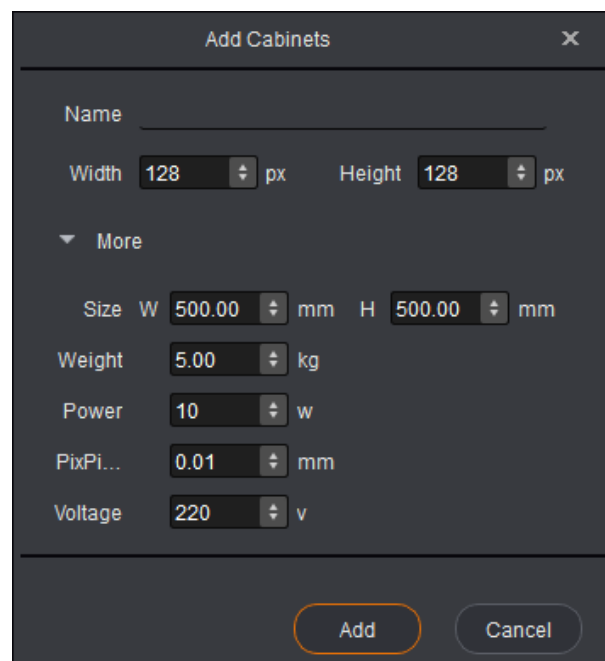 Add Cabinets
Name
Width 128 px Height 128 px
More
Size W 500.00 mm H 500.00 mm
Weight 5.00 kg
Power 10 w
PixPi... 0.01 mm
Voltage 220 v
Add Cancel